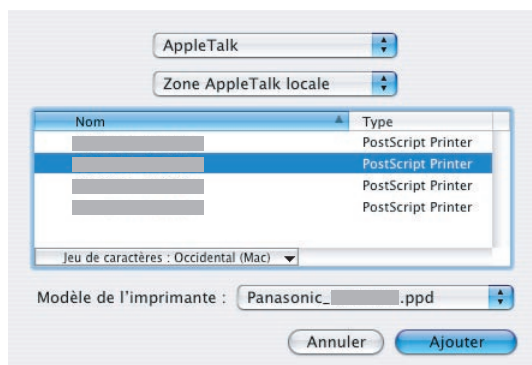 AppleTalk
Zone AppleTalk locale
Nom Type
PostScript Printer
PostScript Printer
PostScript Printer
PostScript Printer
Jeu de caractères : Occidental (Mac)
Modèle de l'imprimante : Panasonic_ .ppd
Annuler Ajouter